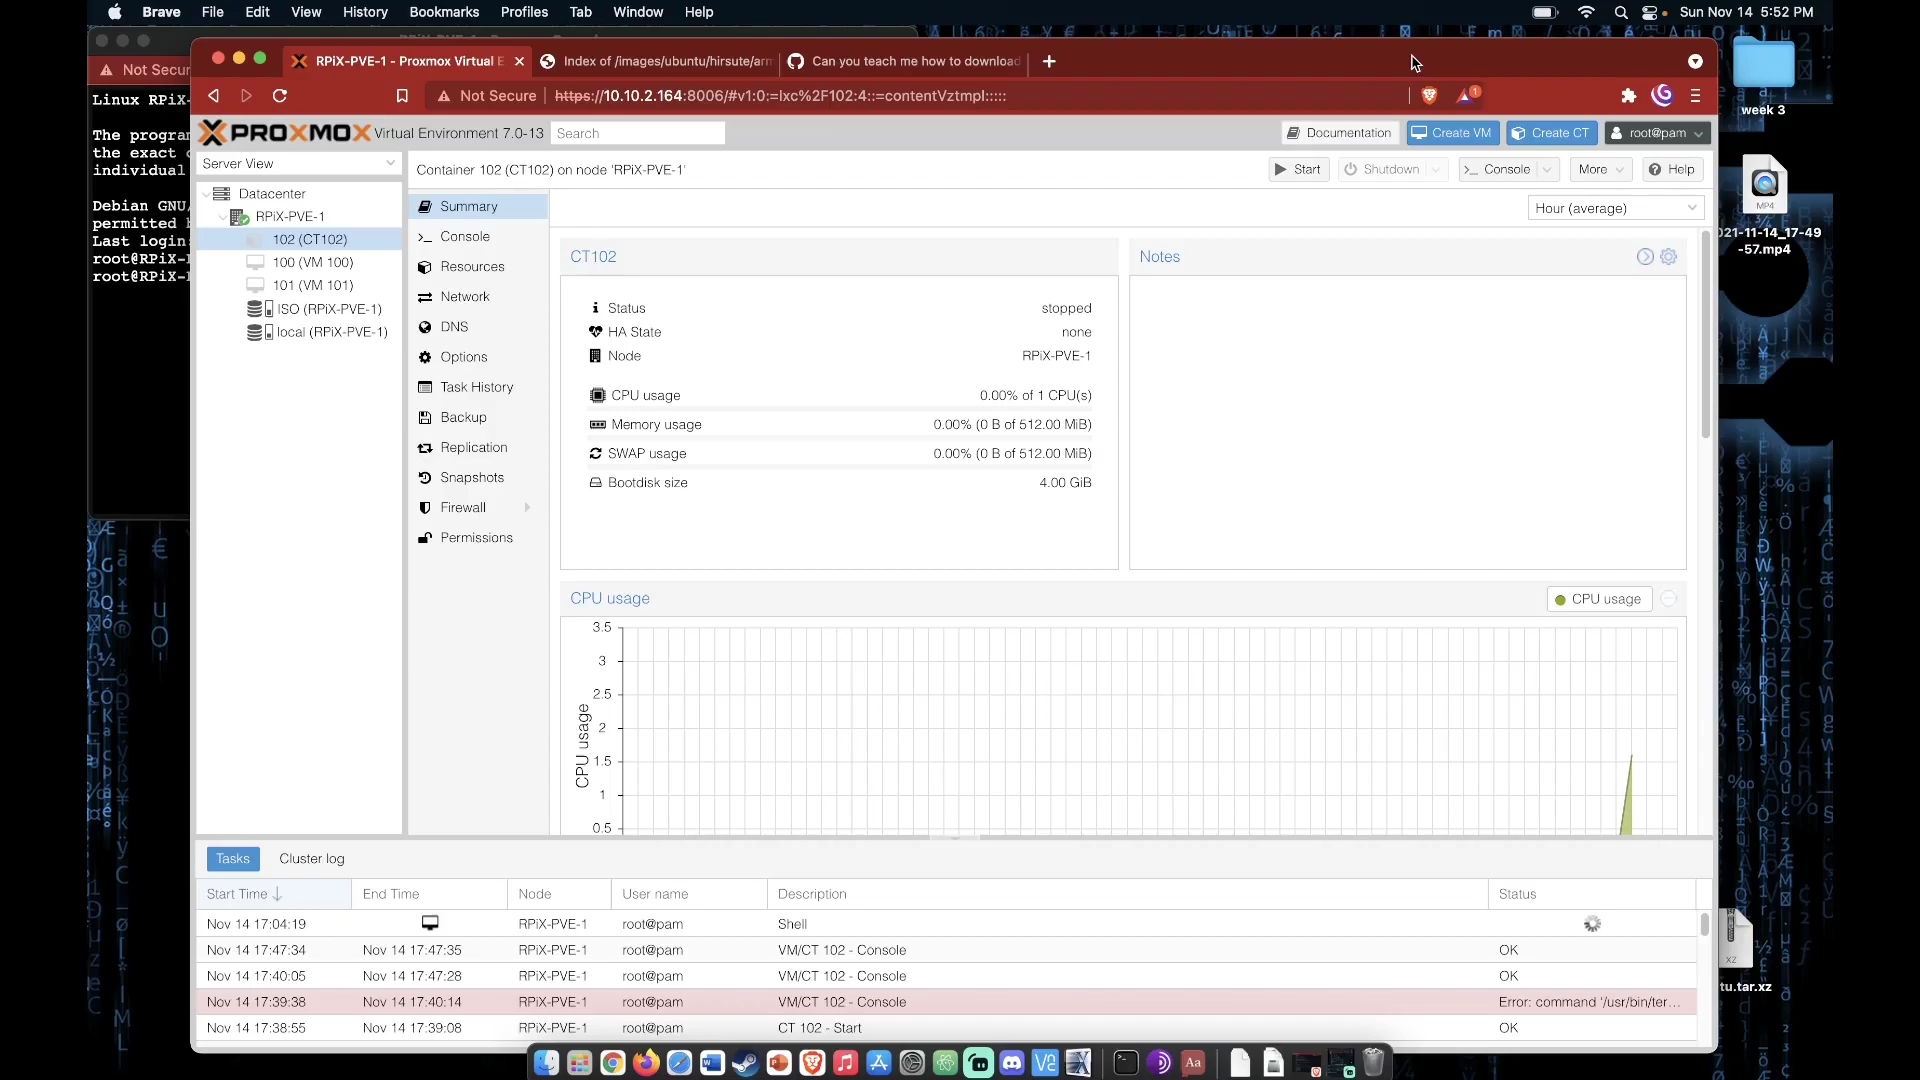 Brave File Edit View History Bookmarks Profiles Tab Window Help
Sun Nov 14 5:52 PM
RPiX-PVE-1 - Proxmox Virtual E
Index of /images/ubuntu/hirsute/arm
Can you teach me how to download
Not Secure https://10.10.2.164:8006/#v1:0:=lxc%2F102:4::=contentVztmpl:::::
1
Not Secur
Linux RPiX-
The progra
the exact
individual
Debian GNU
permitted
Last login
root@RPiX-
root@RPiX-
PROXMOX Virtual Environment 7.0-13 Search
Documentation Create VM Create CT root@pam
Server View
Datacenter
RPiX-PVE-1
102 (CT102)
100 (VM 100)
101 (VM 101)
ISO (RPiX-PVE-1)
local (RPiX-PVE-1)
Container 102 (CT102) on node 'RPiX-PVE-1'
Start Shutdown Console More Help
Hour (average)
Summary
Console
Resources
Network
DNS
Options
Task History
Backup
Replication
Snapshots
Firewall
Permissions
CT102
Status stopped
HA State none
Node RPiX-PVE-1
CPU usage 0.00% of 1 CPU(s)
Memory usage 0.00% (0 B of 512.00 MiB)
SWAP usage 0.00% (0 B of 512.00 MiB)
Bootdisk size 4.00 GiB
Notes
CPU usage
CPU usage
3.5
3
2.5
2
1.5
1
0.5
CPU usage
Tasks Cluster log
Start Time End Time Node User name Description Status
Nov 14 17:04:19 RPiX-PVE-1 root@pam Shell
Nov 14 17:47:34 Nov 14 17:47:35 RPiX-PVE-1 root@pam VM/CT 102 - Console OK
Nov 14 17:40:05 Nov 14 17:47:28 RPiX-PVE-1 root@pam VM/CT 102 - Console OK
Nov 14 17:39:38 Nov 14 17:40:14 RPiX-PVE-1 root@pam VM/CT 102 - Console Error: command '/usr/bin/ter...
Nov 14 17:38:55 Nov 14 17:39:08 RPiX-PVE-1 root@pam CT 102 - Start OK
week 3
MP4
021-11-14_17-49
-57.mp4
XZ
tu.tar.xz
Aa